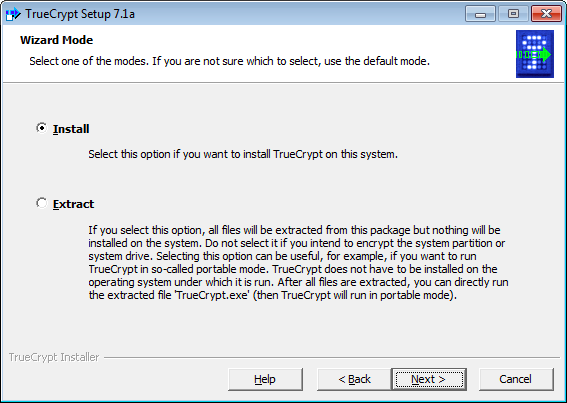 TrueCrypt Setup 7.1a
Wizard Mode
Select one of the modes. If you are not sure which to select, use the default mode.
Install
Select this option if you want to install TrueCrypt on this system.
Extract
If you select this option, all files will be extracted from this package but nothing will be
installed on the system. Do not select it if you intend to encrypt the system partition or
system drive. Selecting this option can be useful, for example, if you want to run
TrueCrypt in so-called portable mode. TrueCrypt does not have to be installed on the
operating system under which it is run. After all files are extracted, you can directly run
the extracted file 'TrueCrypt.exe' (then TrueCrypt will run in portable mode).
TrueCrypt Installer
Help
< Back
Next >
Cancel